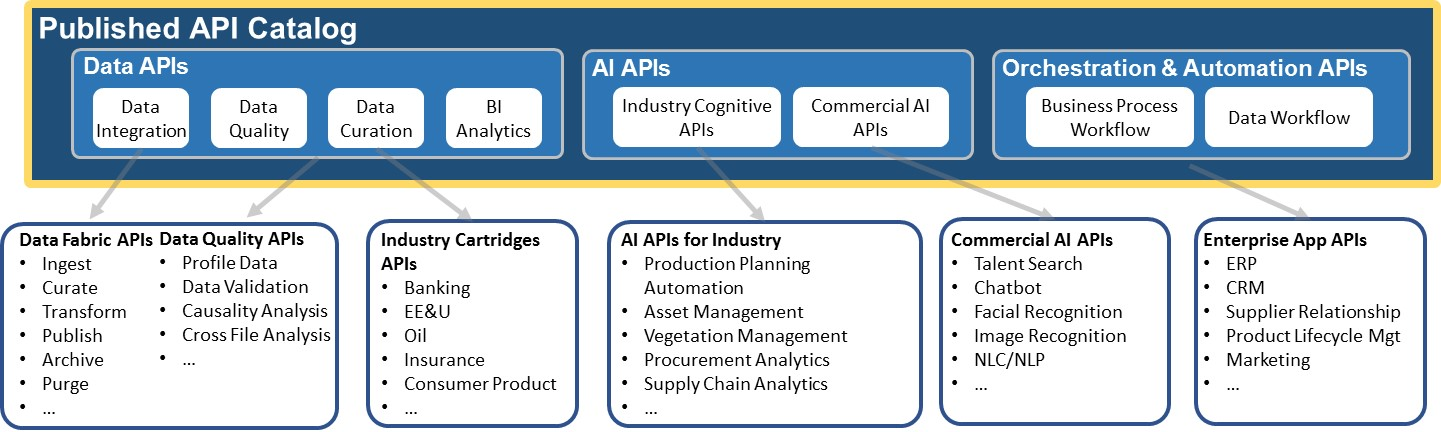 Published API Catalog
Data APIs
Data
Integration
Data
Quality
Data
Curation
BI
Analytics
AI APIs
Industry Cognitive
APIs
Commercial AI
APIs
Orchestration & Automation APIs
Business Process
Workflow
Data Workflow
Data Fabric APIs
• Ingest
• Curate
• Transform
• Publish
• Archive
• Purge
• ...
Data Quality APIs
• Profile Data
• Data Validation
• Causality Analysis
• Cross File Analysis
• ...
Industry Cartridges
APIs
• Banking
• EE&U
• Oil
• Insurance
• Consumer Product
• ...
AI APIs for Industry
• Production Planning
Automation
• Asset Management
• Vegetation Management
• Procurement Analytics
• Supply Chain Analytics
• ...
Commercial AI APIs
• Talent Search
• Chatbot
• Facial Recognition
• Image Recognition
• NLC/NLP
• ...
Enterprise App APIs
• ERP
• CRM
• Supplier Relationship
• Product Lifecycle Mgt
• Marketing
• ...